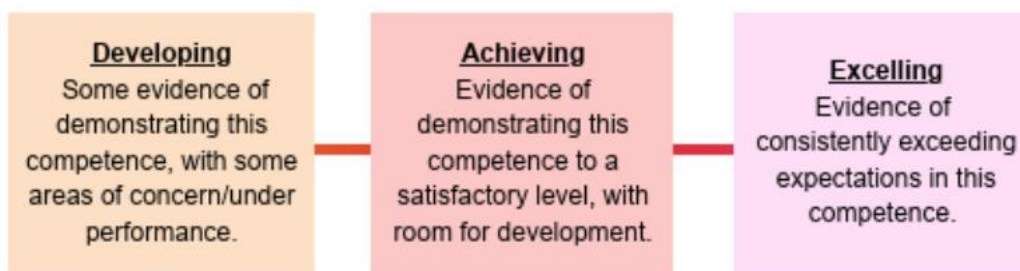 Developing
Some evidence of
demonstrating this
competence, with some
areas of concern/under
performance.
Achieving
Evidence of
demonstrating this
competence to a
satisfactory level, with
room for development.
Excelling
Evidence of
consistently exceeding
expectations in this
competence.